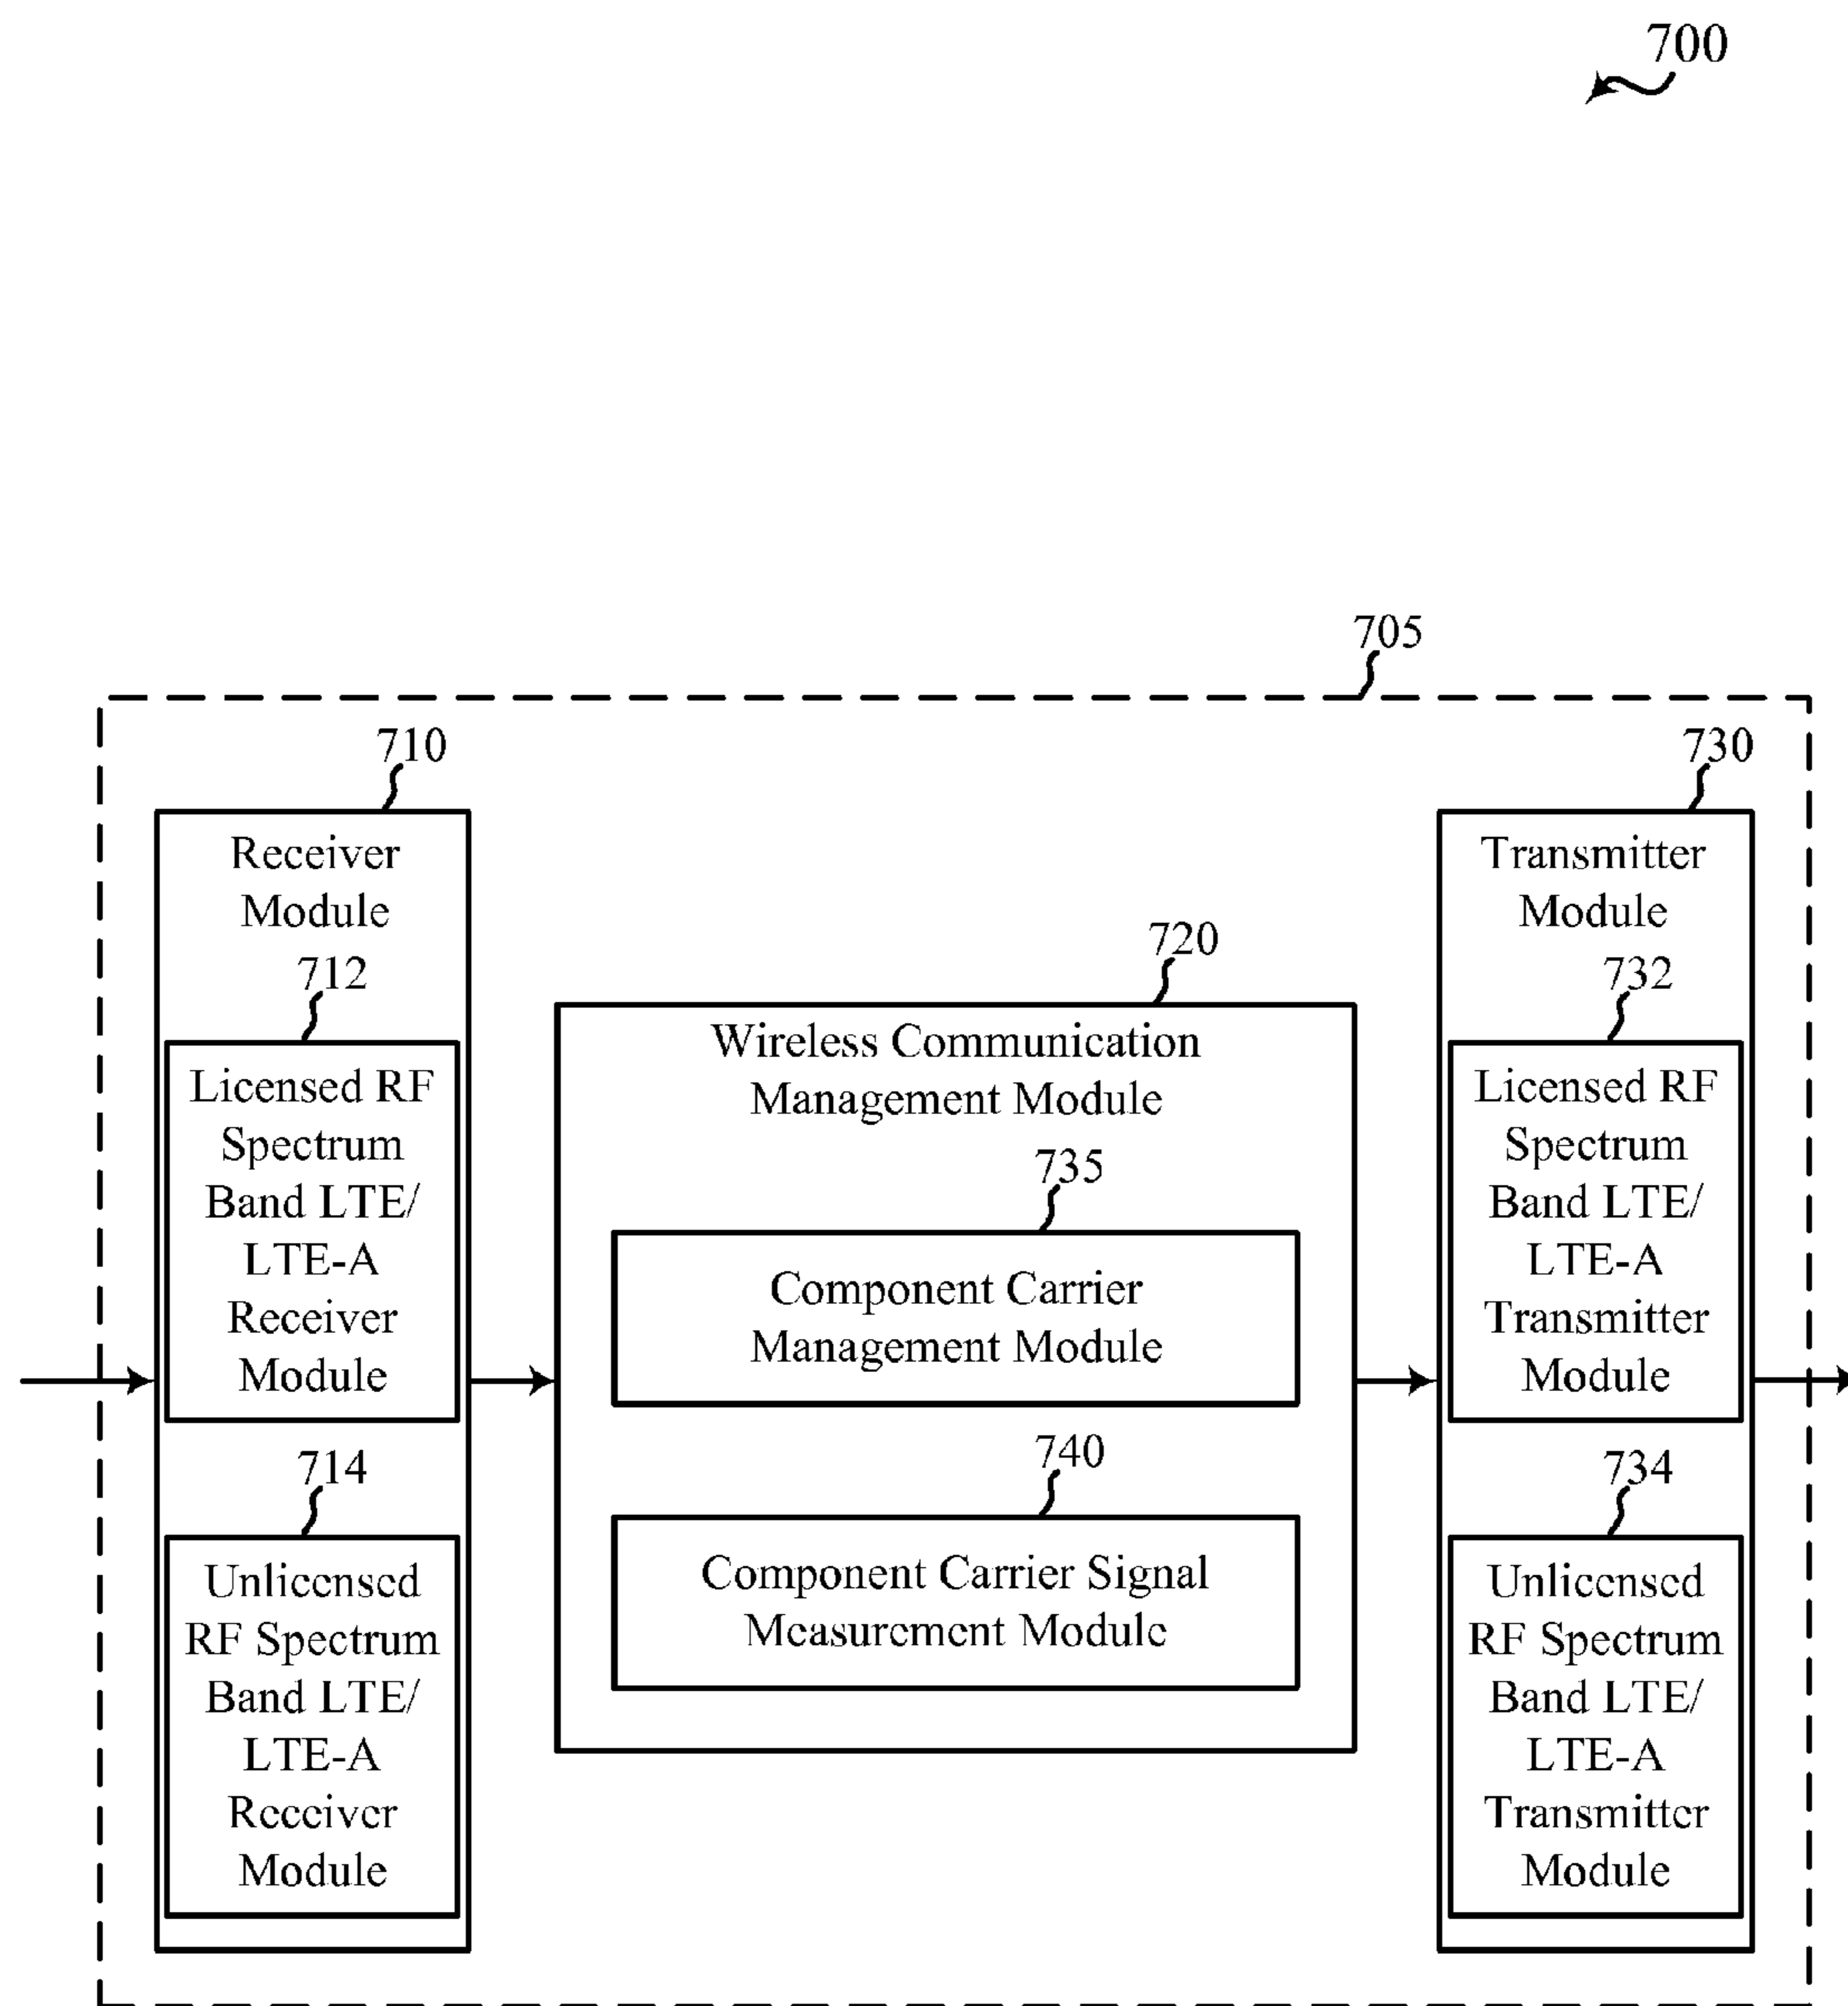 700
705
710
Receiver
Module
712
Licensed RF
Spectrum
Band LTE/
LTE-A
Receiver
Module
714
Unlicensed
RF Spectrum
Band LTE/
LTE-A
Receiver
Module
720
Wireless Communication
Management Module
735
Component Carrier
Management Module
740
Component Carrier Signal
Measurement Module
730
Transmitter
Module
732
Licensed RF
Spectrum
Band LTE/
LTE-A
Transmitter
Module
734
Unlicensed
RF Spectrum
Band LTE/
LTE-A
Transmitter
Module